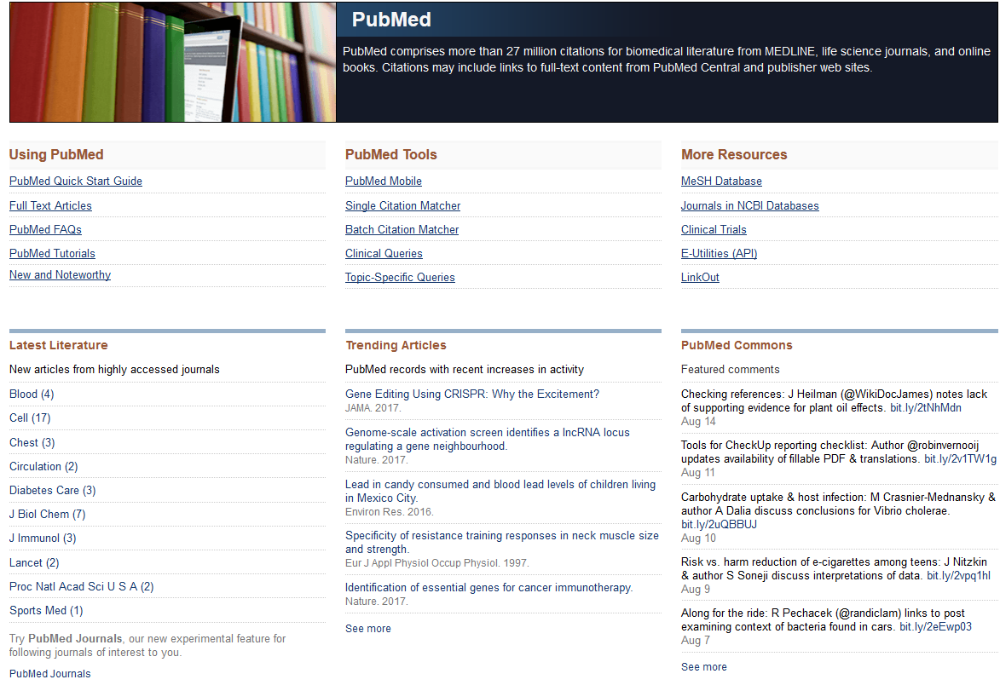 PubMed
PubMed comprises more than 27 million citations for biomedical literature from MEDLINE, life science journals, and online
books. Citations may include links to full-text content from PubMed Central and publisher web sites.
Using PubMed
PubMed Quick Start Guide
Full Text Articles
PubMed FAQs
PubMed Tutorials
New and Noteworthy
PubMed Tools
PubMed Mobile
Single Citation Matcher
Batch Citation Matcher
Clinical Queries
Topic-Specific Queries
More Resources
MeSH Database
Journals in NCBI Databases
Clinical Trials
E-Utilities (API)
LinkOut
Latest Literature
New articles from highly accessed journals
Blood (4)
Cell (17)
Chest (3)
Circulation (2)
Diabetes Care (3)
J Biol Chem (7)
J Immunol (3)
Lancet (2)
Proc Natl Acad Sci U S A (2)
Sports Med (1)
Try PubMed Journals, our new experimental feature for
following journals of interest to you.
PubMed Journals
Trending Articles
PubMed records with recent increases in activity
Gene Editing Using CRISPR: Why the Excitement?
JAMA. 2017.
Genome-scale activation screen identifies a lncRNA locus
regulating a gene neighbourhood.
Nature. 2017.
Lead in candy consumed and blood lead levels of children living
in Mexico City.
Environ Res. 2016.
Specificity of resistance training responses in neck muscle size
and strength.
Eur J Appl Physiol Occup Physiol. 1997.
Identification of essential genes for cancer immunotherapy.
Nature. 2017.
See more
PubMed Commons
Featured comments
Checking references: J Heilman (@WikiDocJames) notes lack
of supporting evidence for plant oil effects. bit.ly/2tNhMdn
Aug 14
Tools for CheckUp reporting checklist: Author @robinvernooij
updates availability of fillable PDF & translations. bit.ly/2v1TW1g
Aug 11
Carbohydrate uptake & host infection: M Crasnier-Mednansky &
author A Dalia discuss conclusions for Vibrio cholerae.
bit.ly/2uQBBUJ
Aug 10
Risk vs. harm reduction of e-cigarettes among teens: J Nitzkin
& author S Soneji discuss interpretations of data. bit.ly/2vpq1hl
Aug 9
Along for the ride: R Pechacek (@randiclam) links to post
examining context of bacteria found in cars. bit.ly/2eEwp03
Aug 7
See more